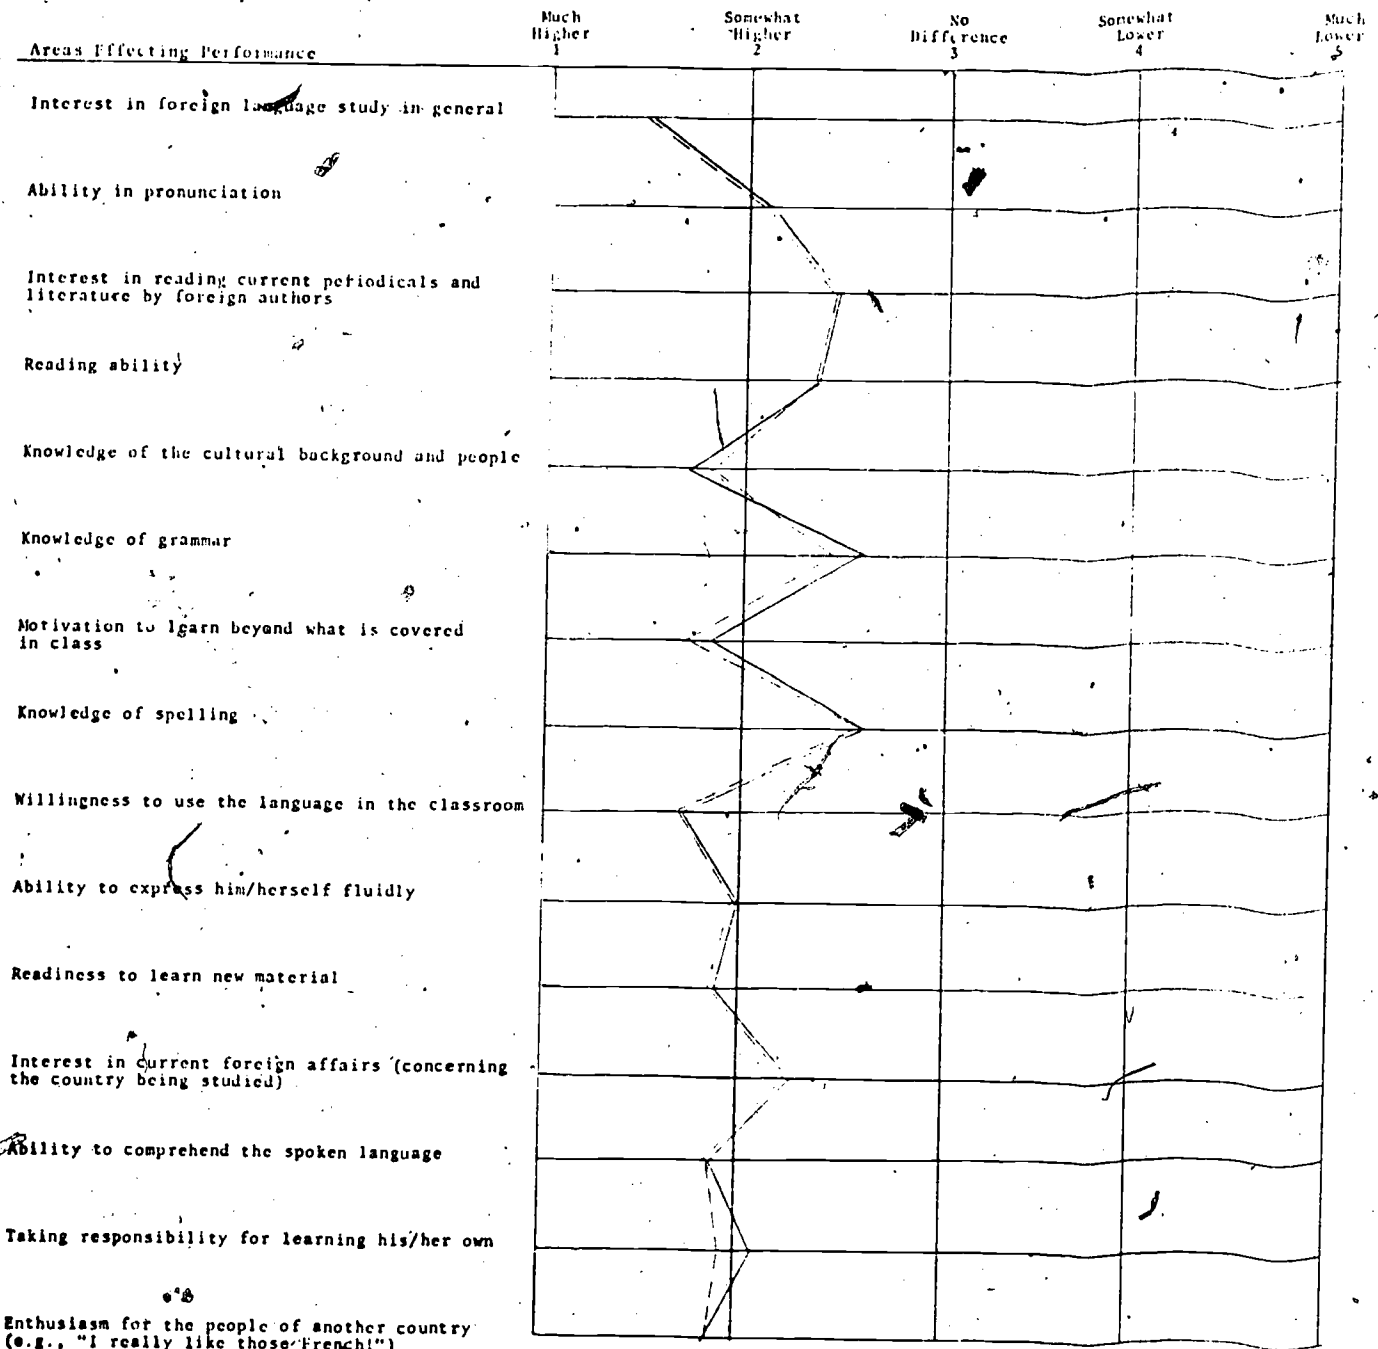 Much Somewhat No Somewhat Much
Higher Higher Difference Lower Lower
Areas Effecting Performance 1 2 3 4 5
Interest in foreign language study in general
Ability in pronunciation
Interest in reading current periodicals and
literature by foreign authors
Reading ability
Knowledge of the cultural background and people
Knowledge of grammar
Motivation to learn beyond what is covered
in class
Knowledge of spelling
Willingness to use the language in the classroom
Ability to express him/herself fluidly
Readiness to learn new material
Interest in current foreign affairs (concerning
the country being studied)
Ability to comprehend the spoken language
Taking responsibility for learning his/her own
Enthusiasm for the people of another country
(e.g., "I really like those French!")